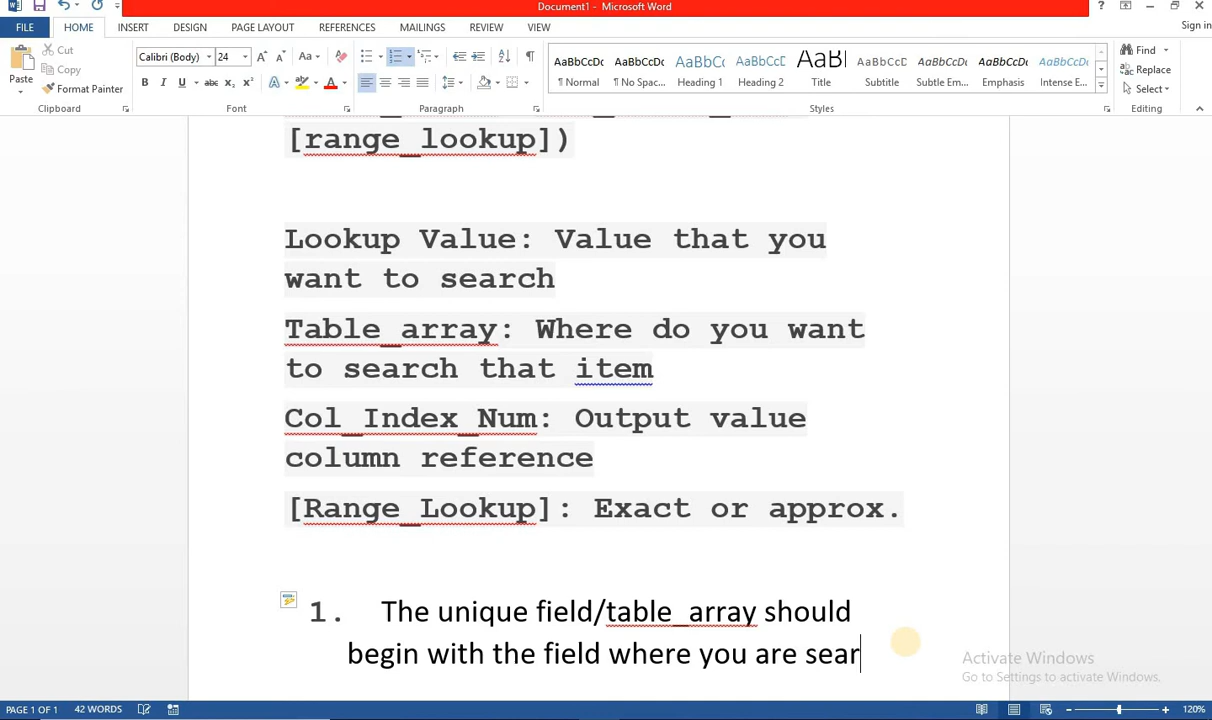 Document1 - Microsoft Word
?
Sign in
FILE HOME INSERT DESIGN PAGE LAYOUT REFERENCES MAILINGS REVIEW VIEW
Paste
Cut
Copy
Format Painter
Clipboard
Calibri (Body) 24
Font
Paragraph
AaBbCcDc AaBbCcDc AaBbCc AaBbCcD AaBl AaBbCcD AaBbCcDc AaBbCcDc AaBbCcDc
¶ Normal ¶ No Spac... Heading 1 Heading 2 Title Subtitle Subtle Em... Emphasis Intense E...
Styles
Find
Replace
Select
Editing
[range_lookup])
Lookup Value: Value that you
want to search
Table_array: Where do you want
to search that item
Col_Index_Num: Output value
column reference
[Range_Lookup]: Exact or approx.
1. The unique field/table_array should
begin with the field where you are sear
Activate Windows
Go to Settings to activate Windows.
PAGE 1 OF 1 42 WORDS
120%